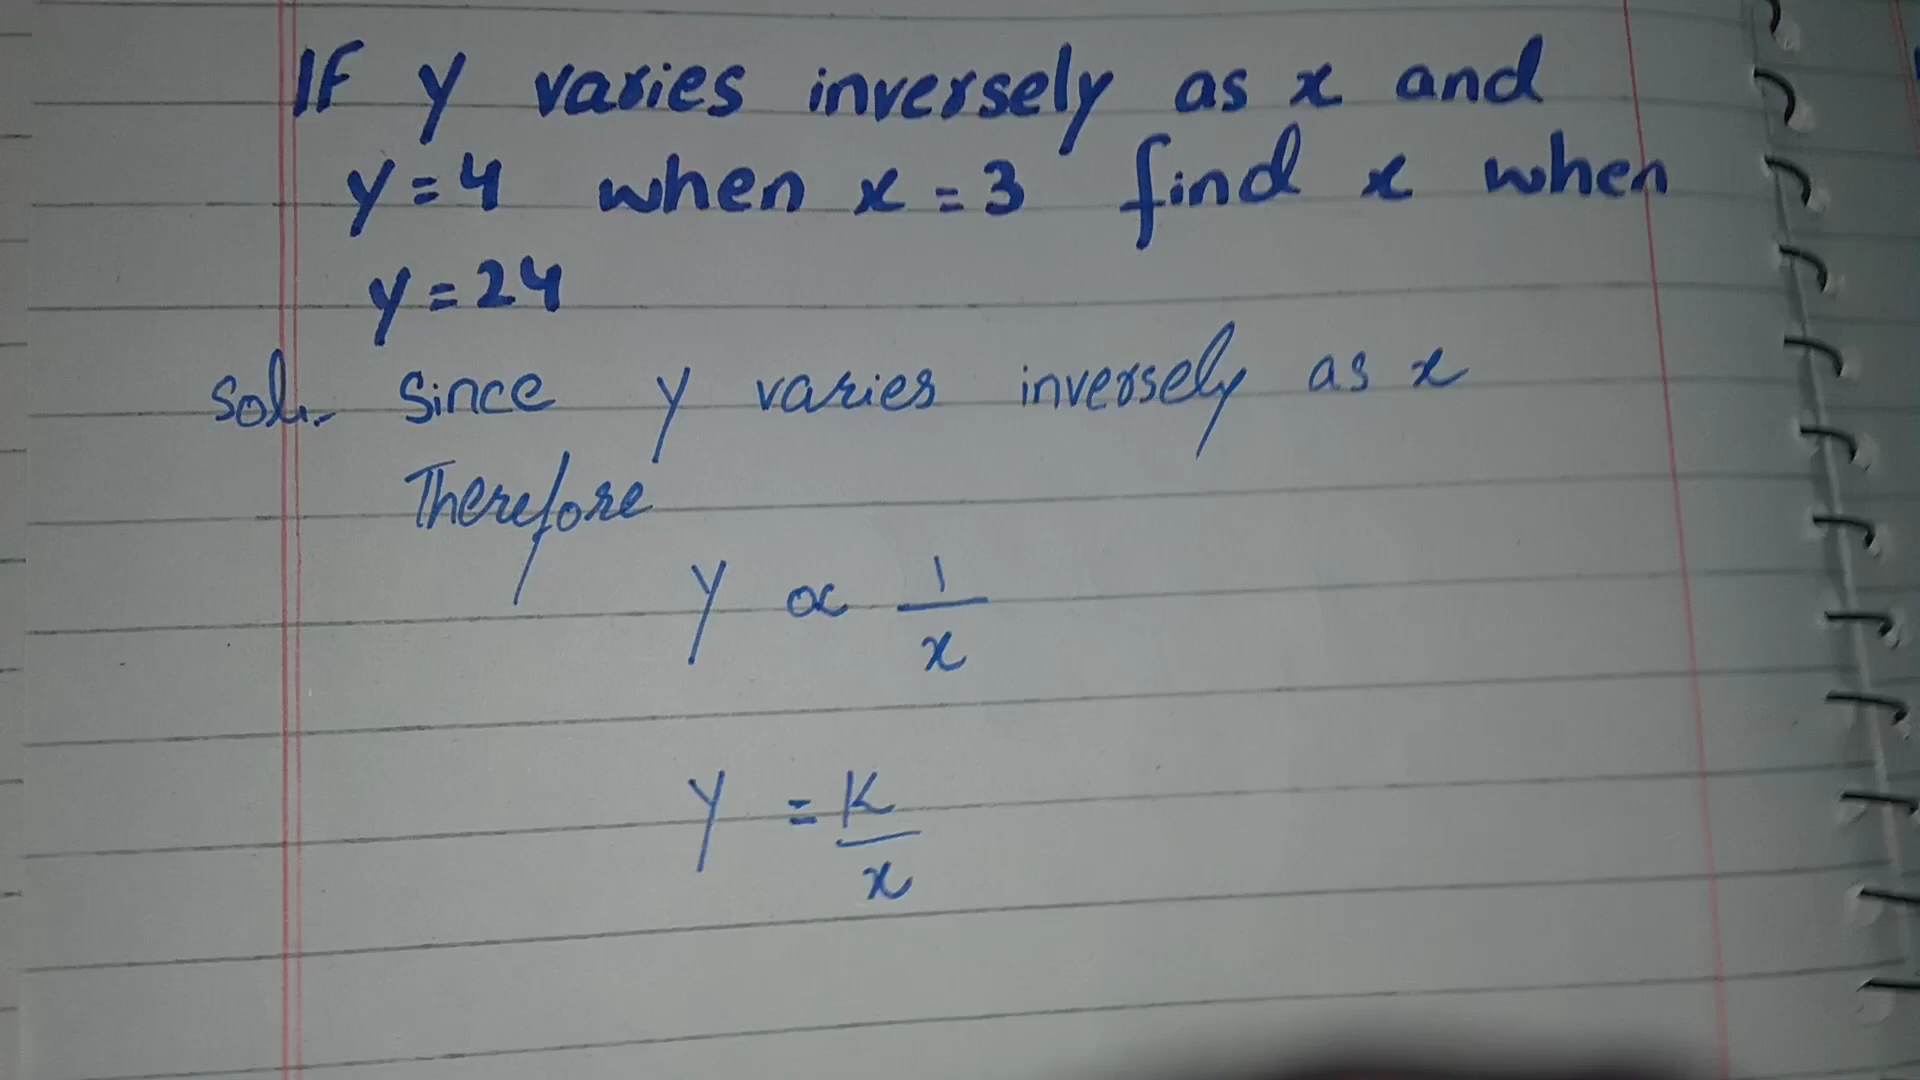 IF y varies inversely as x and
y = 4 when x = 3 find x when
y = 24
Sol:- Since y varies inversely as x
Therefore
y ∝ 1/x
y = K/x